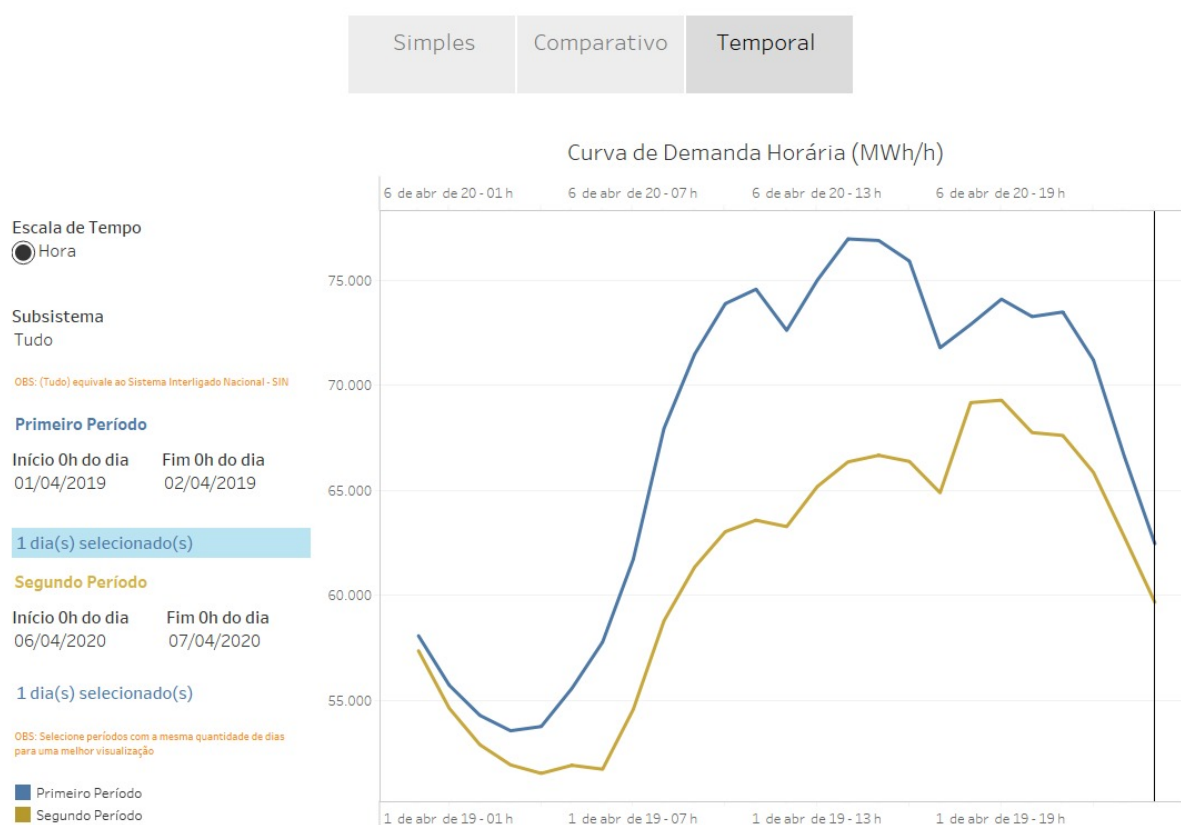 Simples Comparativo Temporal
Curva de Demanda Horária (MWh/h)
6 de abr de 20 - 01 h 6 de abr de 20 - 07 h 6 de abr de 20 - 13 h 6 de abr de 20 - 19 h
Escala de Tempo
Hora
Subsistema
Tudo
OBS: (Tudo) equivale ao Sistema Interligado Nacional - SIN
Primeiro Período
Início 0h do dia Fim 0h do dia
01/04/2019 02/04/2019
1 dia(s) selecionado(s)
Segundo Período
Início 0h do dia Fim 0h do dia
06/04/2020 07/04/2020
1 dia(s) selecionado(s)
OBS: Selecione períodos com a mesma quantidade de dias
para uma melhor visualização
Primeiro Período
Segundo Período
75.000
70.000
65.000
60.000
55.000
1 de abr de 19 - 01 h 1 de abr de 19 - 07 h 1 de abr de 19 - 13 h 1 de abr de 19 - 19 h